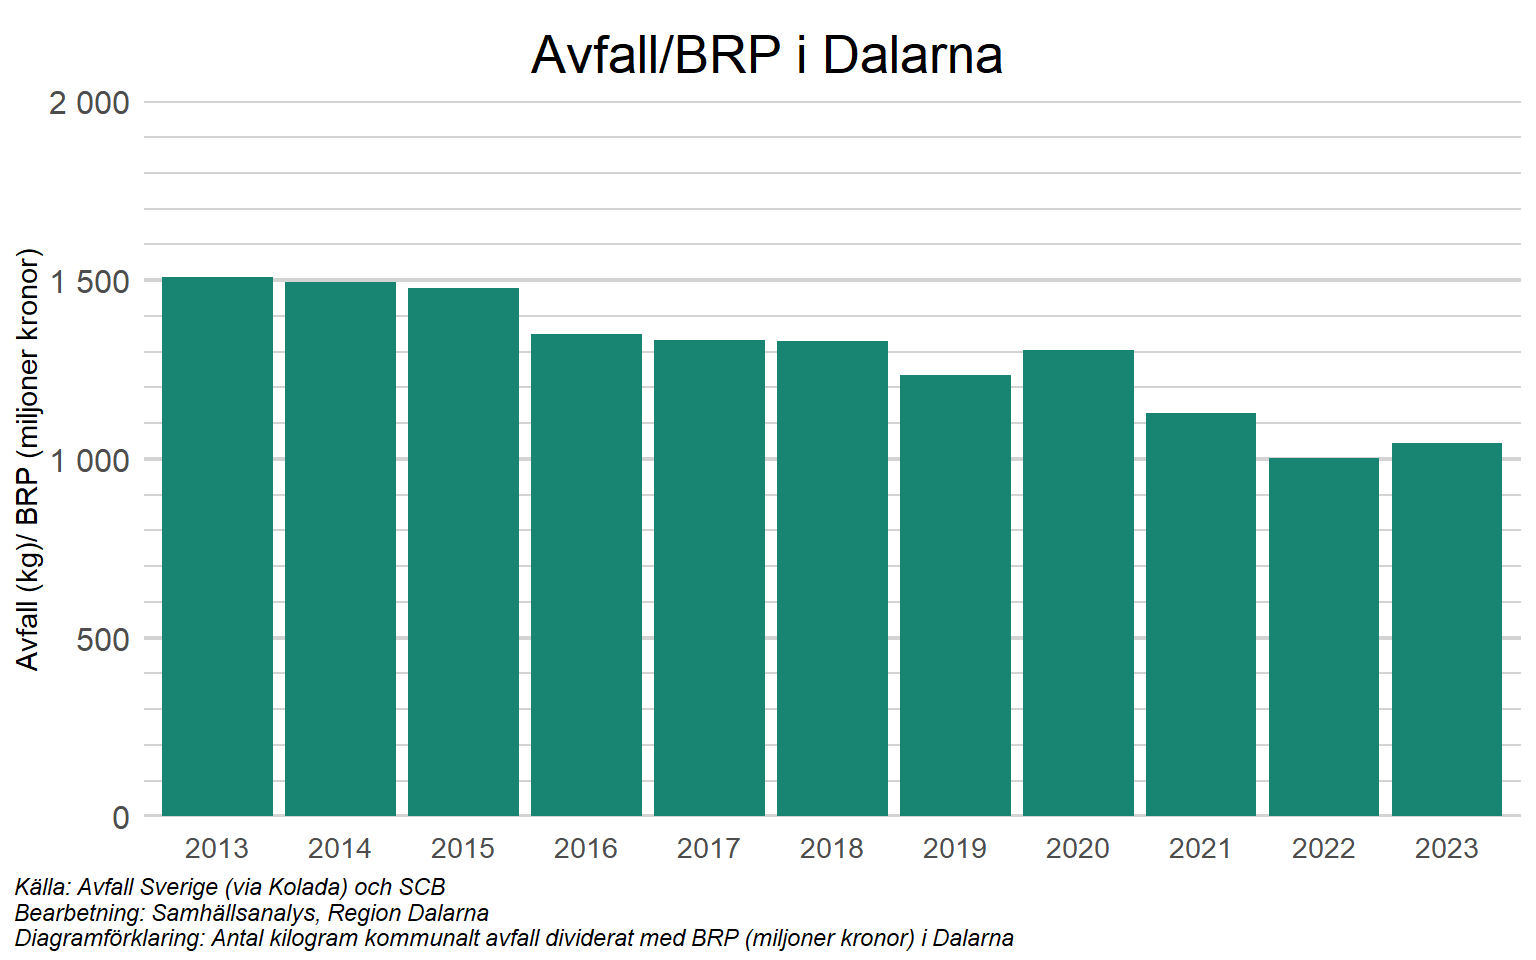 Avfall/BRP i Dalarna
Avfall (kg)/ BRP (miljoner kronor)
2 000
1 500
1 000
500
0
2013 2014 2015 2016 2017 2018 2019 2020 2021 2022 2023
Källa: Avfall Sverige (via Kolada) och SCB
Bearbetning: Samhällsanalys, Region Dalarna
Diagramförklaring: Antal kilogram kommunalt avfall dividerat med BRP (miljoner kronor) i Dalarna